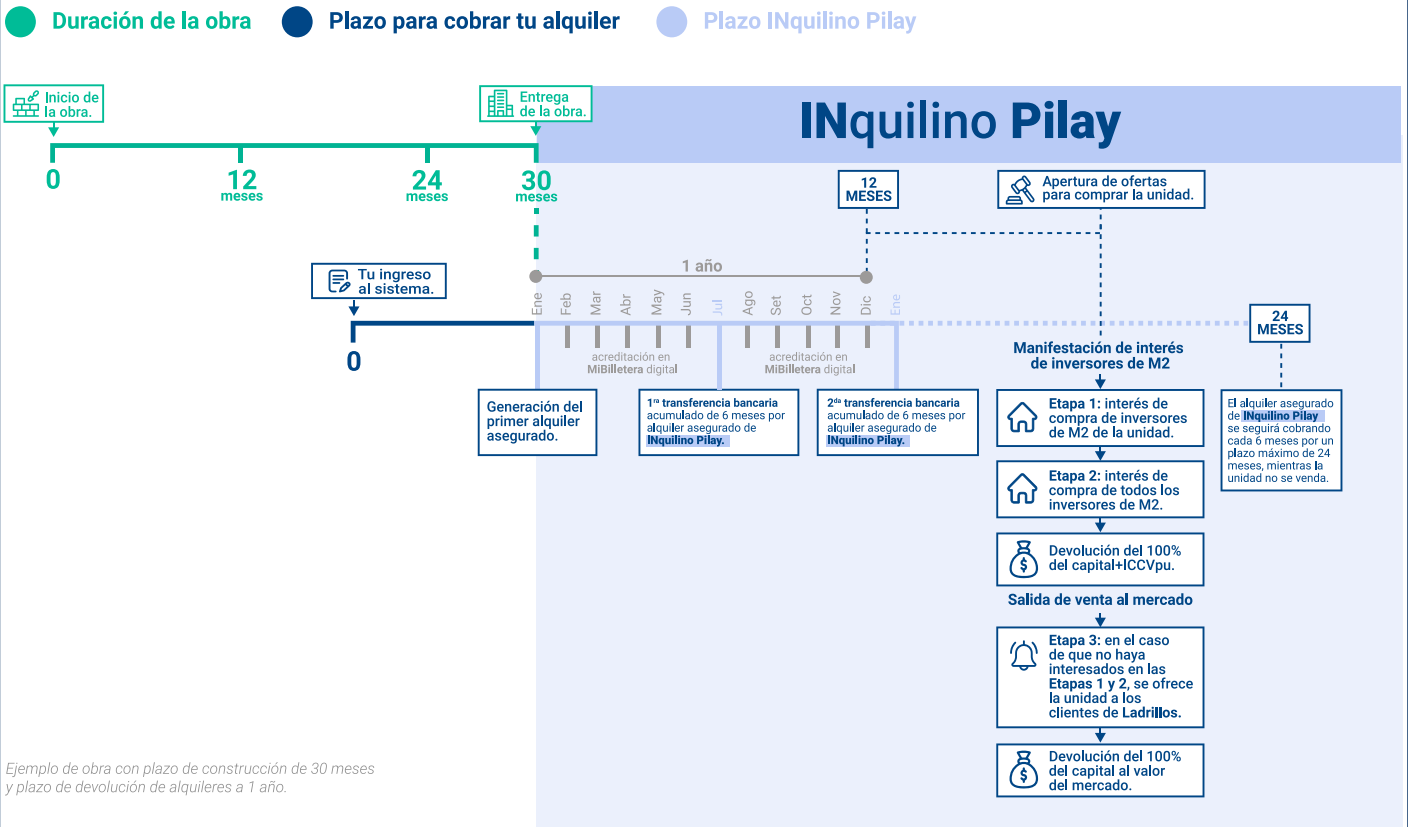 Duración de la obra
Plazo para cobrar tu alquiler
Plazo INquilino Pilay
Inicio de
la obra.
Entrega
de la obra.
INquilino Pilay
0
12
meses
24
meses
30
meses
12
MESES
Apertura de ofertas
para comprar la unidad.
1 año
Tu ingreso
al sistema.
Ene
Feb
Mar
Abr
May
Jun
Jul
Ago
Set
Oct
Nov
Dic
Ene
24
MESES
0
acreditación en
MiBilletera digital
acreditación en
MiBilletera digital
Manifestación de interés
de inversores de M2
Generación del
primer alquiler
asegurado.
1ra transferencia bancaria
acumulado de 6 meses por
alquiler asegurado de
INquilino Pilay.
2da transferencia bancaria
acumulado de 6 meses por
alquiler asegurado de
INquilino Pilay.
Etapa 1: interés de
compra de inversores
de M2 de la unidad.
El alquiler asegurado
de INquilino Pilay
se seguirá cobrando
cada 6 meses por un
plazo máximo de 24
meses, mientras la
unidad no se venda.
Etapa 2: interés de
compra de todos los
inversores de M2.
Devolución del 100%
del capital+ICCVpu.
Salida de venta al mercado
Etapa 3: en el caso
de que no haya
interesados en las
Etapas 1 y 2, se ofrece
la unidad a los
clientes de Ladrillos.
Devolución del 100%
del capital al valor
del mercado.
Ejemplo de obra con plazo de construcción de 30 meses
y plazo de devolución de alquileres a 1 año.